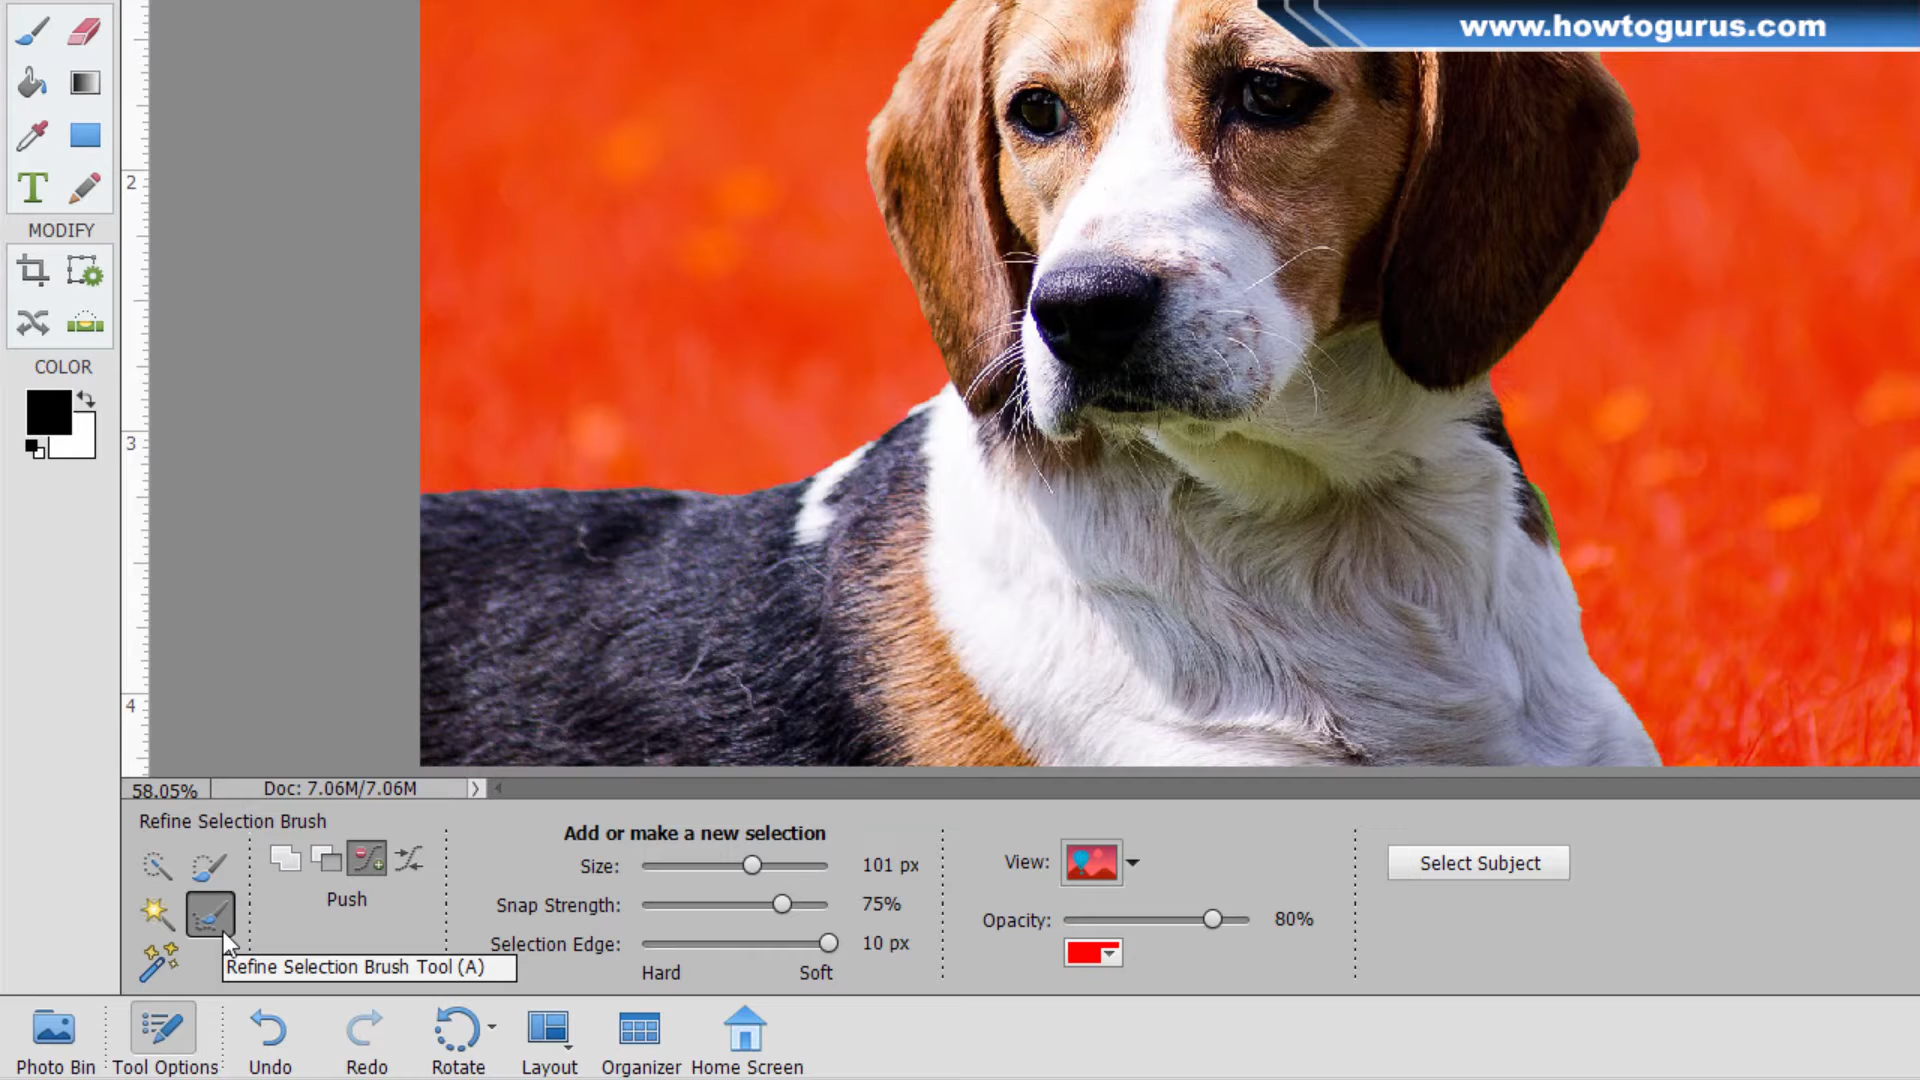 www.howtogurus.com
T
2
MODIFY
COLOR
3
4
58.05%
Doc: 7.06M/7.06M
Refine Selection Brush
Push
Add or make a new selection
Size: 101 px
Snap Strength: 75%
Selection Edge: 10 px
Hard Soft
View:
Opacity: 80%
Select Subject
Refine Selection Brush Tool (A)
Photo Bin
Tool Options
Undo
Redo
Rotate
Layout
Organizer
Home Screen